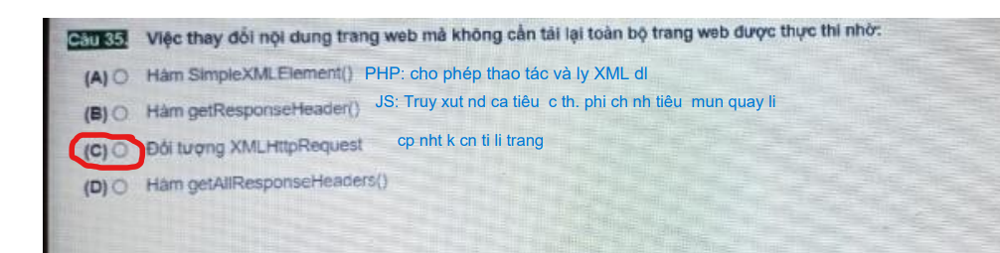 Câu 35 Việc thay đổi nội dung trang web mà không cần tải lại toàn bộ trang web được thực thi nhờ:
(A) Hàm SimpleXMLElement() PHP: cho phép thao tác và ly XML dl
(B) Hàm getResponseHeader() JS: Truy xut nd ca tiêu c th. phi ch nh tiêu mun quay li
(C) Đối tượng XMLHttpRequest cp nht k cn ti li trang
(D) Hàm getAllResponseHeaders()